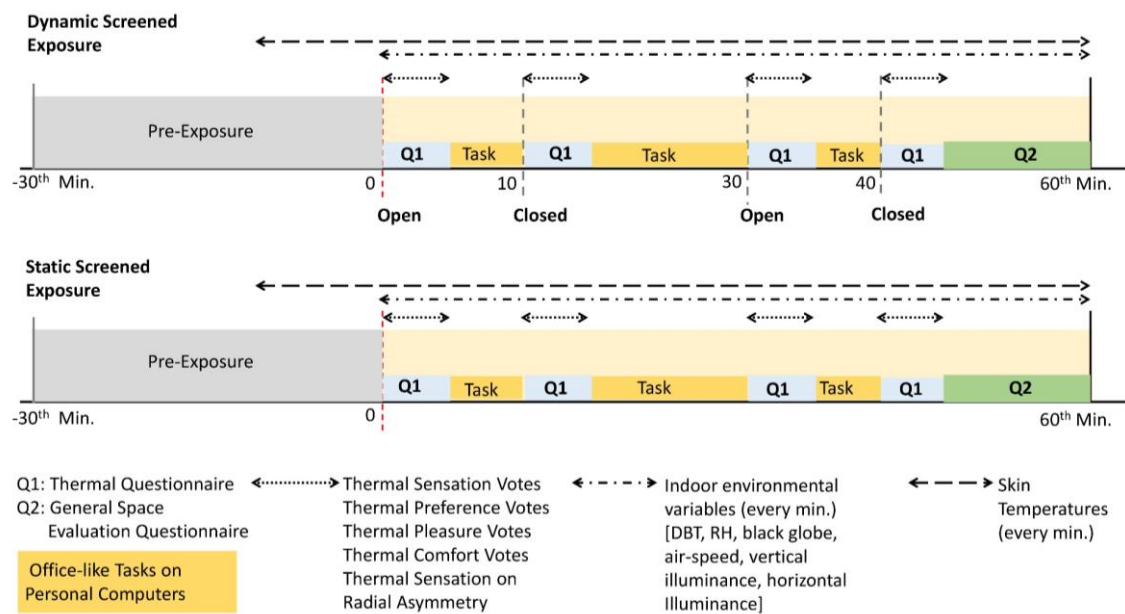 Dynamic Screened
Exposure
Pre-Exposure
Q1 Task Q1 Task Q1 Task Q1 Q2
-30th Min. 0 10 30 40 60th Min.
Open Closed Open Closed
Static Screened
Exposure
Pre-Exposure
Q1 Task Q1 Task Q1 Task Q1 Q2
-30th Min. 0 60th Min.
Q1: Thermal Questionnaire
Q2: General Space
Evaluation Questionnaire
Office-like Tasks on
Personal Computers
Thermal Sensation Votes
Thermal Preference Votes
Thermal Pleasure Votes
Thermal Comfort Votes
Thermal Sensation on
Radial Asymmetry
Indoor environmental
variables (every min.)
[DBT, RH, black globe,
air-speed, vertical
illuminance, horizontal
Illuminance]
Skin
Temperatures
(every min.)